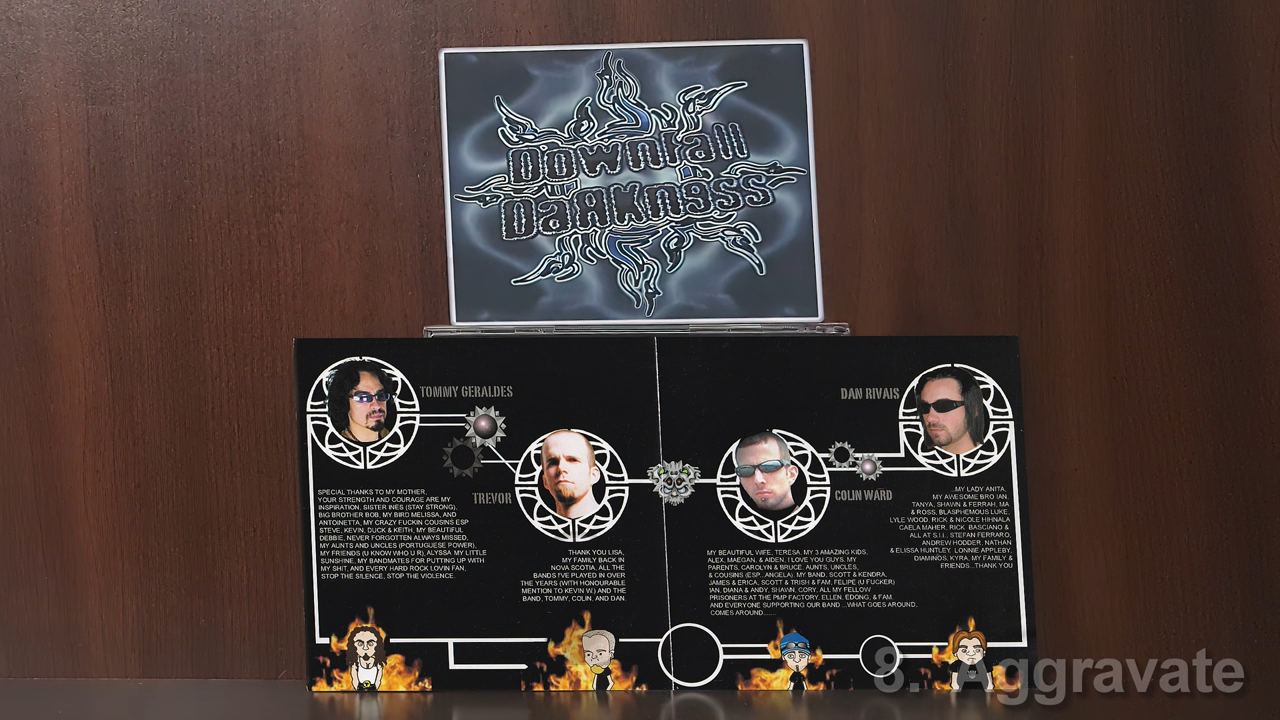 Downfall
Darkness
TOMMY GERALDES
DAN RIVAIS
TREVOR
COLIN WARD
SPECIAL THANKS TO MY MOTHER,
YOUR STRENGTH AND COURAGE ARE MY
INSPIRATION, SISTER INES (STAY STRONG),
BIG BROTHER BOB, MY BIRD MELISSA, AND
ANTOINETTA, MY CRAZY FUCKIN COUSINS ESP
STEVE, KEVIN, DUCK & KEITH, MY BEAUTIFUL
DEBBIE, NEVER FORGOTTEN ALWAYS MISSED,
MY AUNTS AND UNCLES (PORTUGUESE POWER),
MY FRIENDS (U KNOW WHO U R), ALYSSA MY LITTLE
SUNSHINE, MY BANDMATES FOR PUTTING UP WITH
MY SHIT, AND EVERY HARD ROCK LOVIN FAN,
STOP THE SILENCE, STOP THE VIOLENCE.
THANK YOU LISA,
MY FAMILY BACK IN
NOVA SCOTIA, ALL THE
BANDS I'VE PLAYED IN OVER
THE YEARS (WITH HONOURABLE
MENTION TO KEVIN W.) AND THE
BAND, TOMMY, COLIN, AND DAN.
MY BEAUTIFUL WIFE, TERESA, MY 3 AMAZING KIDS,
ALEX, MAEGAN, & AIDEN. I LOVE YOU GUYS, MY
PARENTS, CAROLYN & BRUCE, AUNTS, UNCLES,
& COUSINS (ESP...ANGELA), MY BAND, SCOTT & KENDRA,
JAMES & ERICA, SCOTT & TRISH & FAM, FELIPE (U FUCKER)
IAN, DIANA & ANDY, SHAWN, CORY, ALL MY FELLOW
PRISONERS AT THE PMP FACTORY, ELLEN, EDONG, & FAM.
AND EVERYONE SUPPORTING OUR BAND...WHAT GOES AROUND..
COMES AROUND.......
...MY LADY ANITA,
MY AWESOME BRO IAN,
TANYA, SHAWN & FERRAH, MA
& ROSS, BLASPHEMOUS LUKE,
LYLE WOOD, RICK & NICOLE HIHNALA
CAELA MAHER, RICK BASCIANO &
ALL AT S.I.I., STEFAN FERRARO,
ANDREW HODDER, NATHAN
& ELISSA HUNTLEY, LONNIE APPLEBY,
DIAMINOS, KYRA, MY FAMILY &
FRIENDS...THANK YOU
8. Aggravate